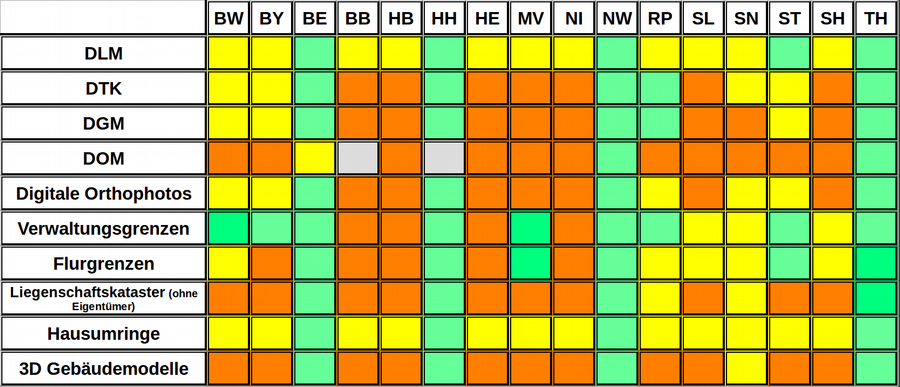 BW BY BE BB HB HH HE MV NI NW RP SL SN ST SH TH
DLM
DTK
DGM
DOM
Digitale Orthophotos
Verwaltungsgrenzen
Flurgrenzen
Liegenschaftskataster (ohne
Eigentümer)
Hausumringe
3D Gebäudemodelle